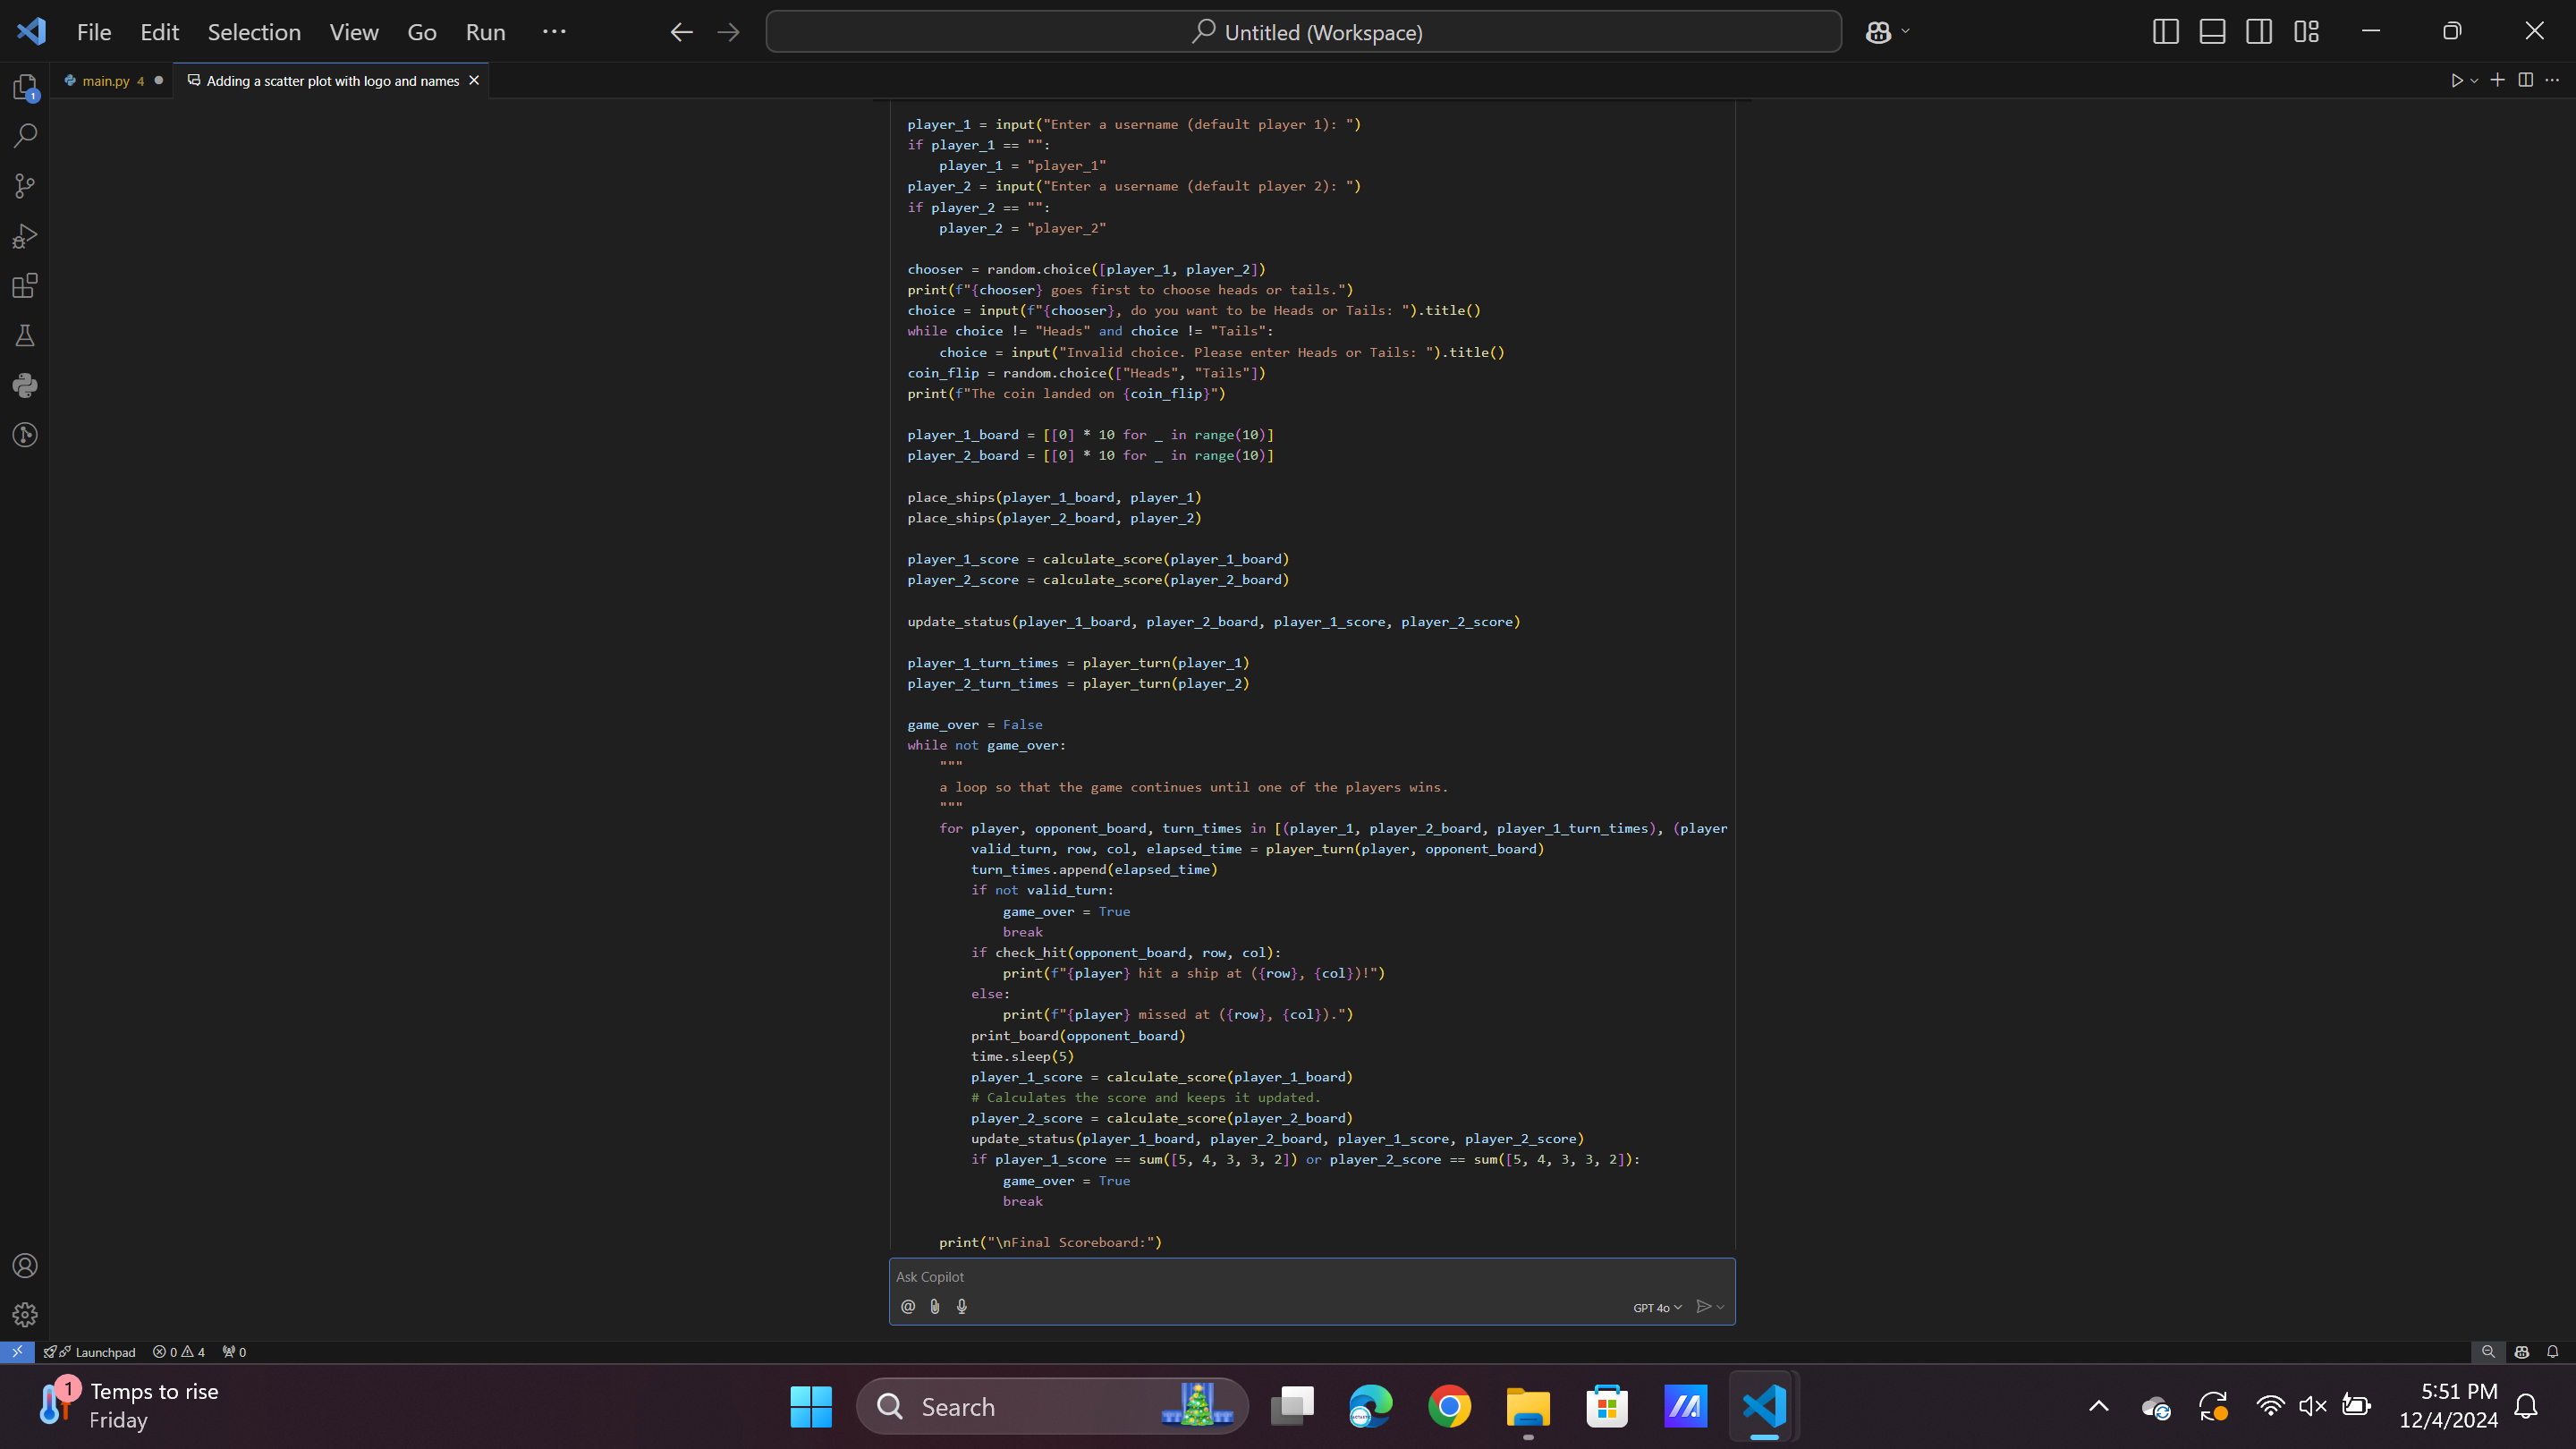 File Edit Selection View Go Run ··· Untitled (Workspace)
main.py 4 Adding a scatter plot with logo and names
1
player_1 = input("Enter a username (default player 1): ")
if player_1 == "":
    player_1 = "player_1"
player_2 = input("Enter a username (default player 2): ")
if player_2 == "":
    player_2 = "player_2"
chooser = random.choice([player_1, player_2])
print(f"{chooser} goes first to choose heads or tails.")
choice = input(f"{chooser}, do you want to be Heads or Tails: ").title()
while choice != "Heads" and choice != "Tails":
    choice = input("Invalid choice. Please enter Heads or Tails: ").title()
coin_flip = random.choice(["Heads", "Tails"])
print(f"The coin landed on {coin_flip}")
player_1_board = [[0] * 10 for _ in range(10)]
player_2_board = [[0] * 10 for _ in range(10)]
place_ships(player_1_board, player_1)
place_ships(player_2_board, player_2)
player_1_score = calculate_score(player_1_board)
player_2_score = calculate_score(player_2_board)
update_status(player_1_board, player_2_board, player_1_score, player_2_score)
player_1_turn_times = player_turn(player_1)
player_2_turn_times = player_turn(player_2)
game_over = False
while not game_over:
    """
    a loop so that the game continues until one of the players wins.
    """
    for player, opponent_board, turn_times in [(player_1, player_2_board, player_1_turn_times), (player
        valid_turn, row, col, elapsed_time = player_turn(player, opponent_board)
        turn_times.append(elapsed_time)
        if not valid_turn:
            game_over = True
            break
        if check_hit(opponent_board, row, col):
            print(f"{player} hit a ship at ({row}, {col})!")
        else:
            print(f"{player} missed at ({row}, {col}).")
        print_board(opponent_board)
        time.sleep(5)
        player_1_score = calculate_score(player_1_board)
        # Calculates the score and keeps it updated.
        player_2_score = calculate_score(player_2_board)
        update_status(player_1_board, player_2_board, player_1_score, player_2_score)
        if player_1_score == sum([5, 4, 3, 3, 2]) or player_2_score == sum([5, 4, 3, 3, 2]):
            game_over = True
            break
    print("\nFinal Scoreboard:")
Ask Copilot
@ GPT 4o
Launchpad 0 4 0
1 Temps to rise
Friday
Search
5:51 PM
12/4/2024